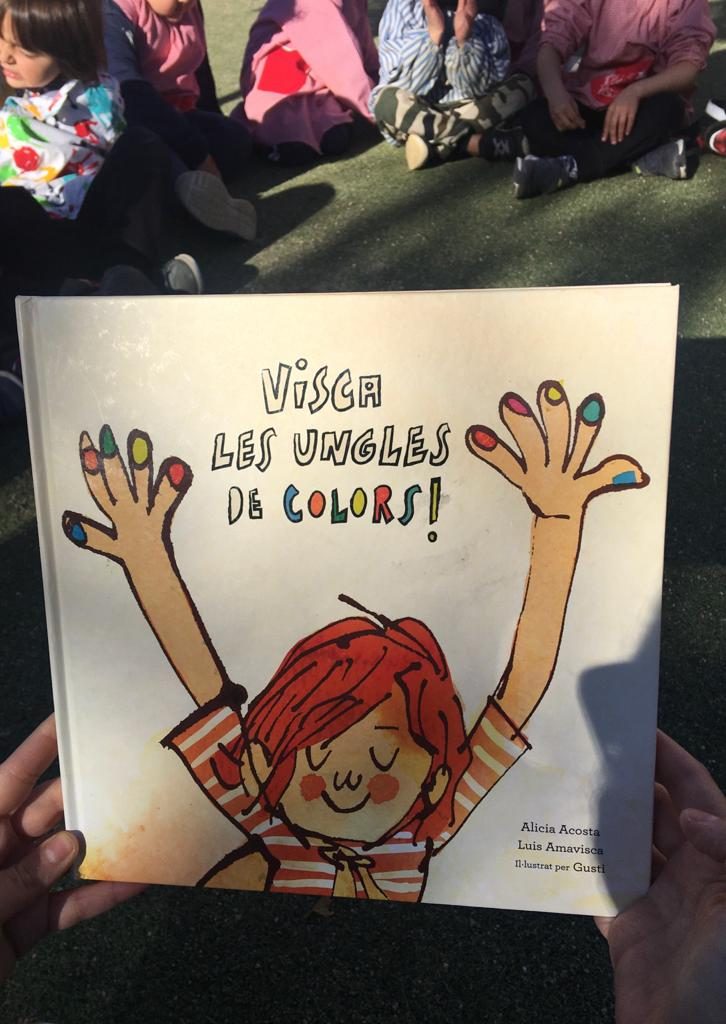 VISCA
LES UNGLES
DE COLORS!
Alicia Acosta
Luis Amavisca
Il·lustrat per Gusti